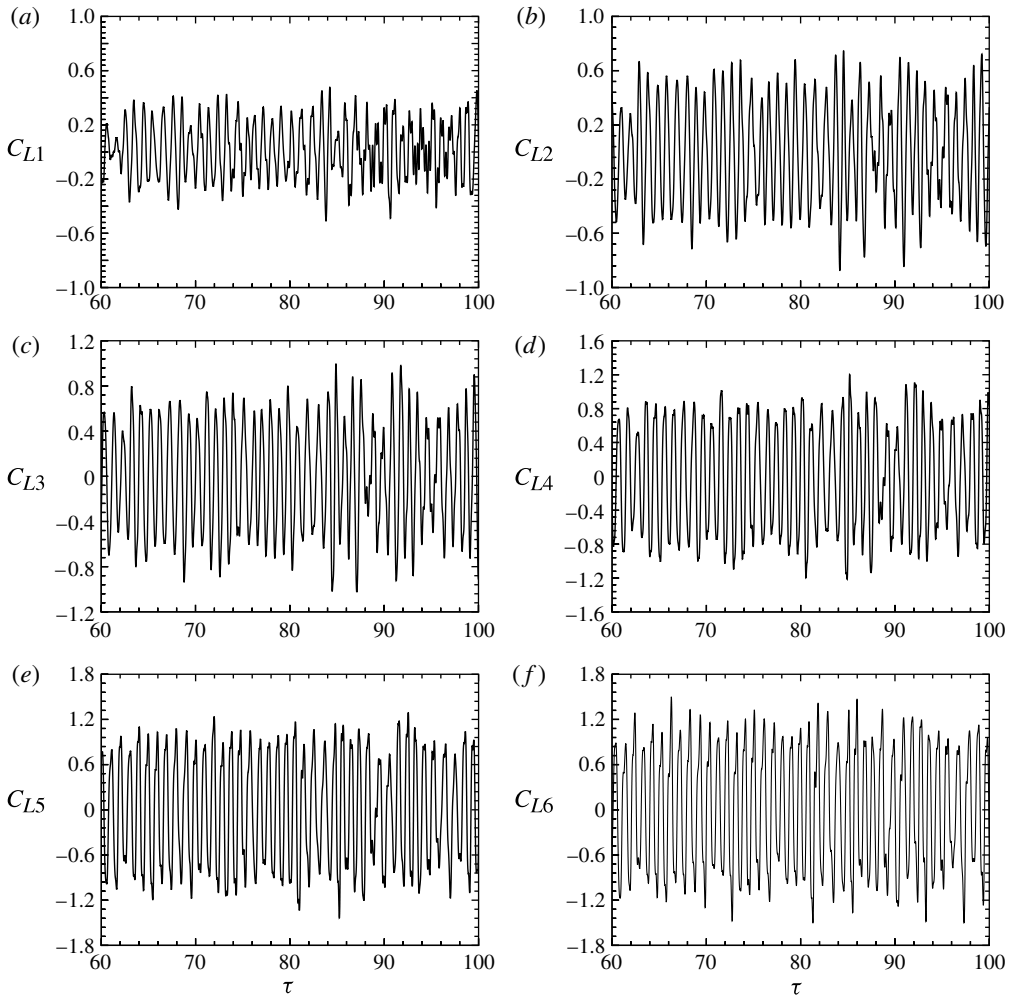 (a) 1.0 0.6 0.2 −0.2 −0.6 −1.0
C_{L1}
60 70 80 90 100
(b) 1.0 0.6 0.2 −0.2 −0.6 −1.0
C_{L2}
60 70 80 90 100
τ
(c) 1.2 0.8 0.4 0 −0.4 −0.8 −1.2
C_{L3}
60 70 80 90 100
(d) 1.6 1.2 0.8 0.4 0 −0.4 −0.8 −1.2 −1.6
C_{L4}
60 70 80 90 100
(e) 1.8 1.2 0.6 0 −0.6 −1.2 −1.8
C_{L5}
60 70 80 90 100
τ
(f) 1.8 1.2 0.6 0 −0.6 −1.2 −1.8
C_{L6}
60 70 80 90 100
τ